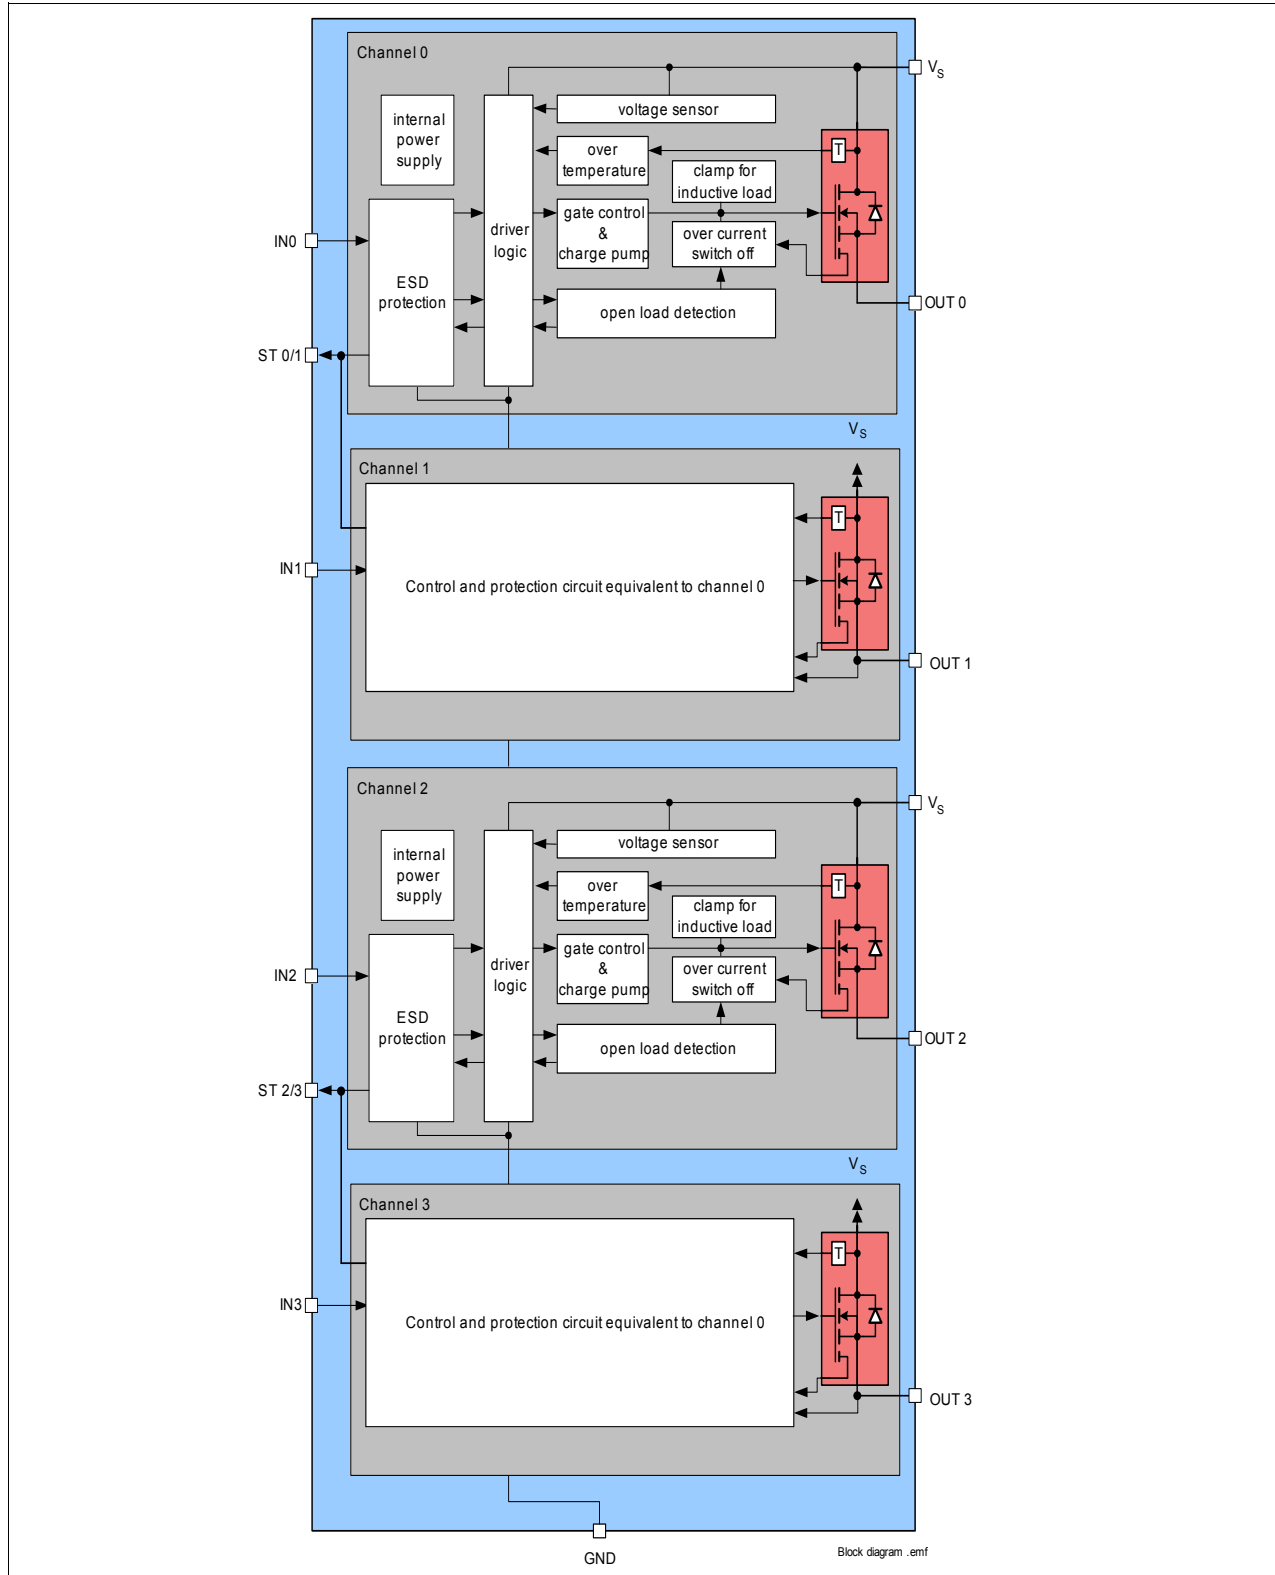 Channel 0
V_S
internal
power
supply
voltage sensor
over
temperature
T
clamp for
inductive load
driver
logic
gate control
&
charge pump
over current
switch off
IN0
ESD
protection
open load detection
OUT 0
ST 0/1
V_S
Channel 1
T
IN1
Control and protection circuit equivalent to channel 0
OUT 1
Channel 2
V_S
internal
power
supply
voltage sensor
over
temperature
T
clamp for
inductive load
driver
logic
gate control
&
charge pump
over current
switch off
IN2
ESD
protection
open load detection
OUT 2
ST 2/3
V_S
Channel 3
T
IN3
Control and protection circuit equivalent to channel 0
OUT 3
GND
Block diagram .emf